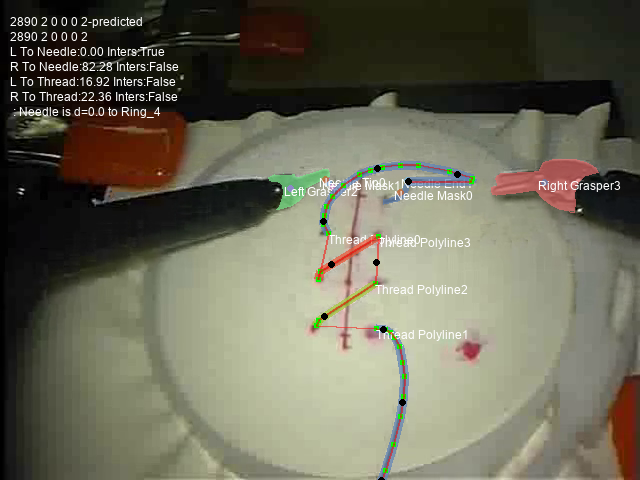 2890 2 0 0 0 2-predicted
2890 2 0 0 0 2
L To Needle:0.00 Inters:True
R To Needle:82.28 Inters:False
L To Thread:16.92 Inters:False
R To Thread:22.36 Inters:False
: Needle is d=0.0 to Ring_4
Right Grasper3
Left Grasper2
Needle Mask1
Needle End1
Needle Mask0
Thread Polyline0
Thread Polyline3
Thread Polyline2
Thread Polyline1